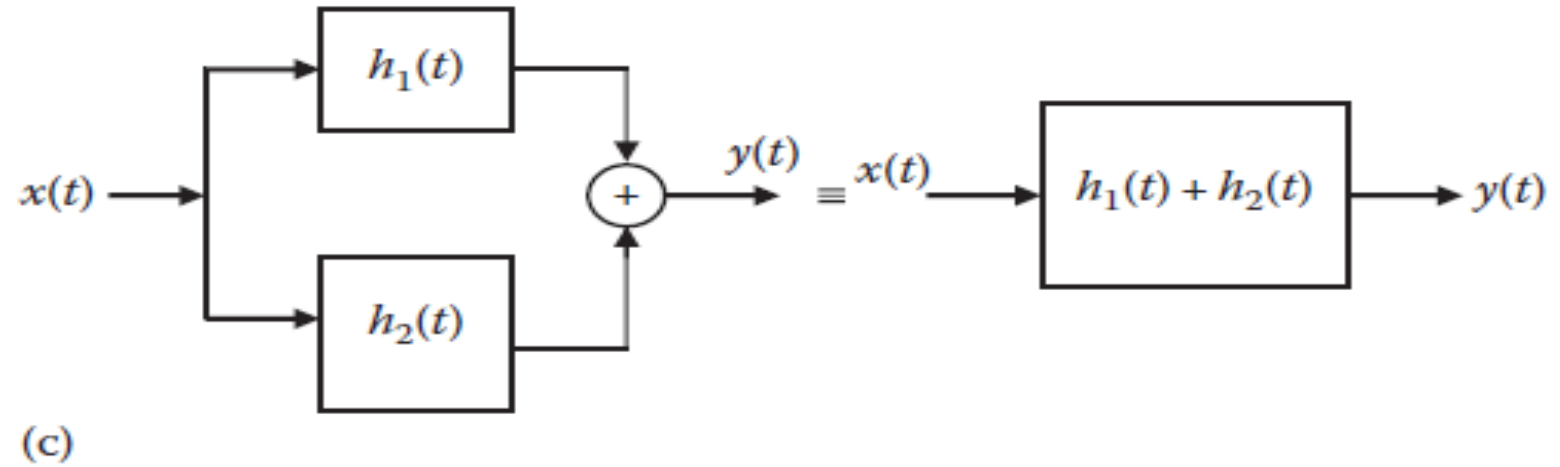 h₁(t)
x(t)
+
y(t)
≡
x(t)
h₁(t) + h₂(t)
y(t)
h₂(t)
(c)